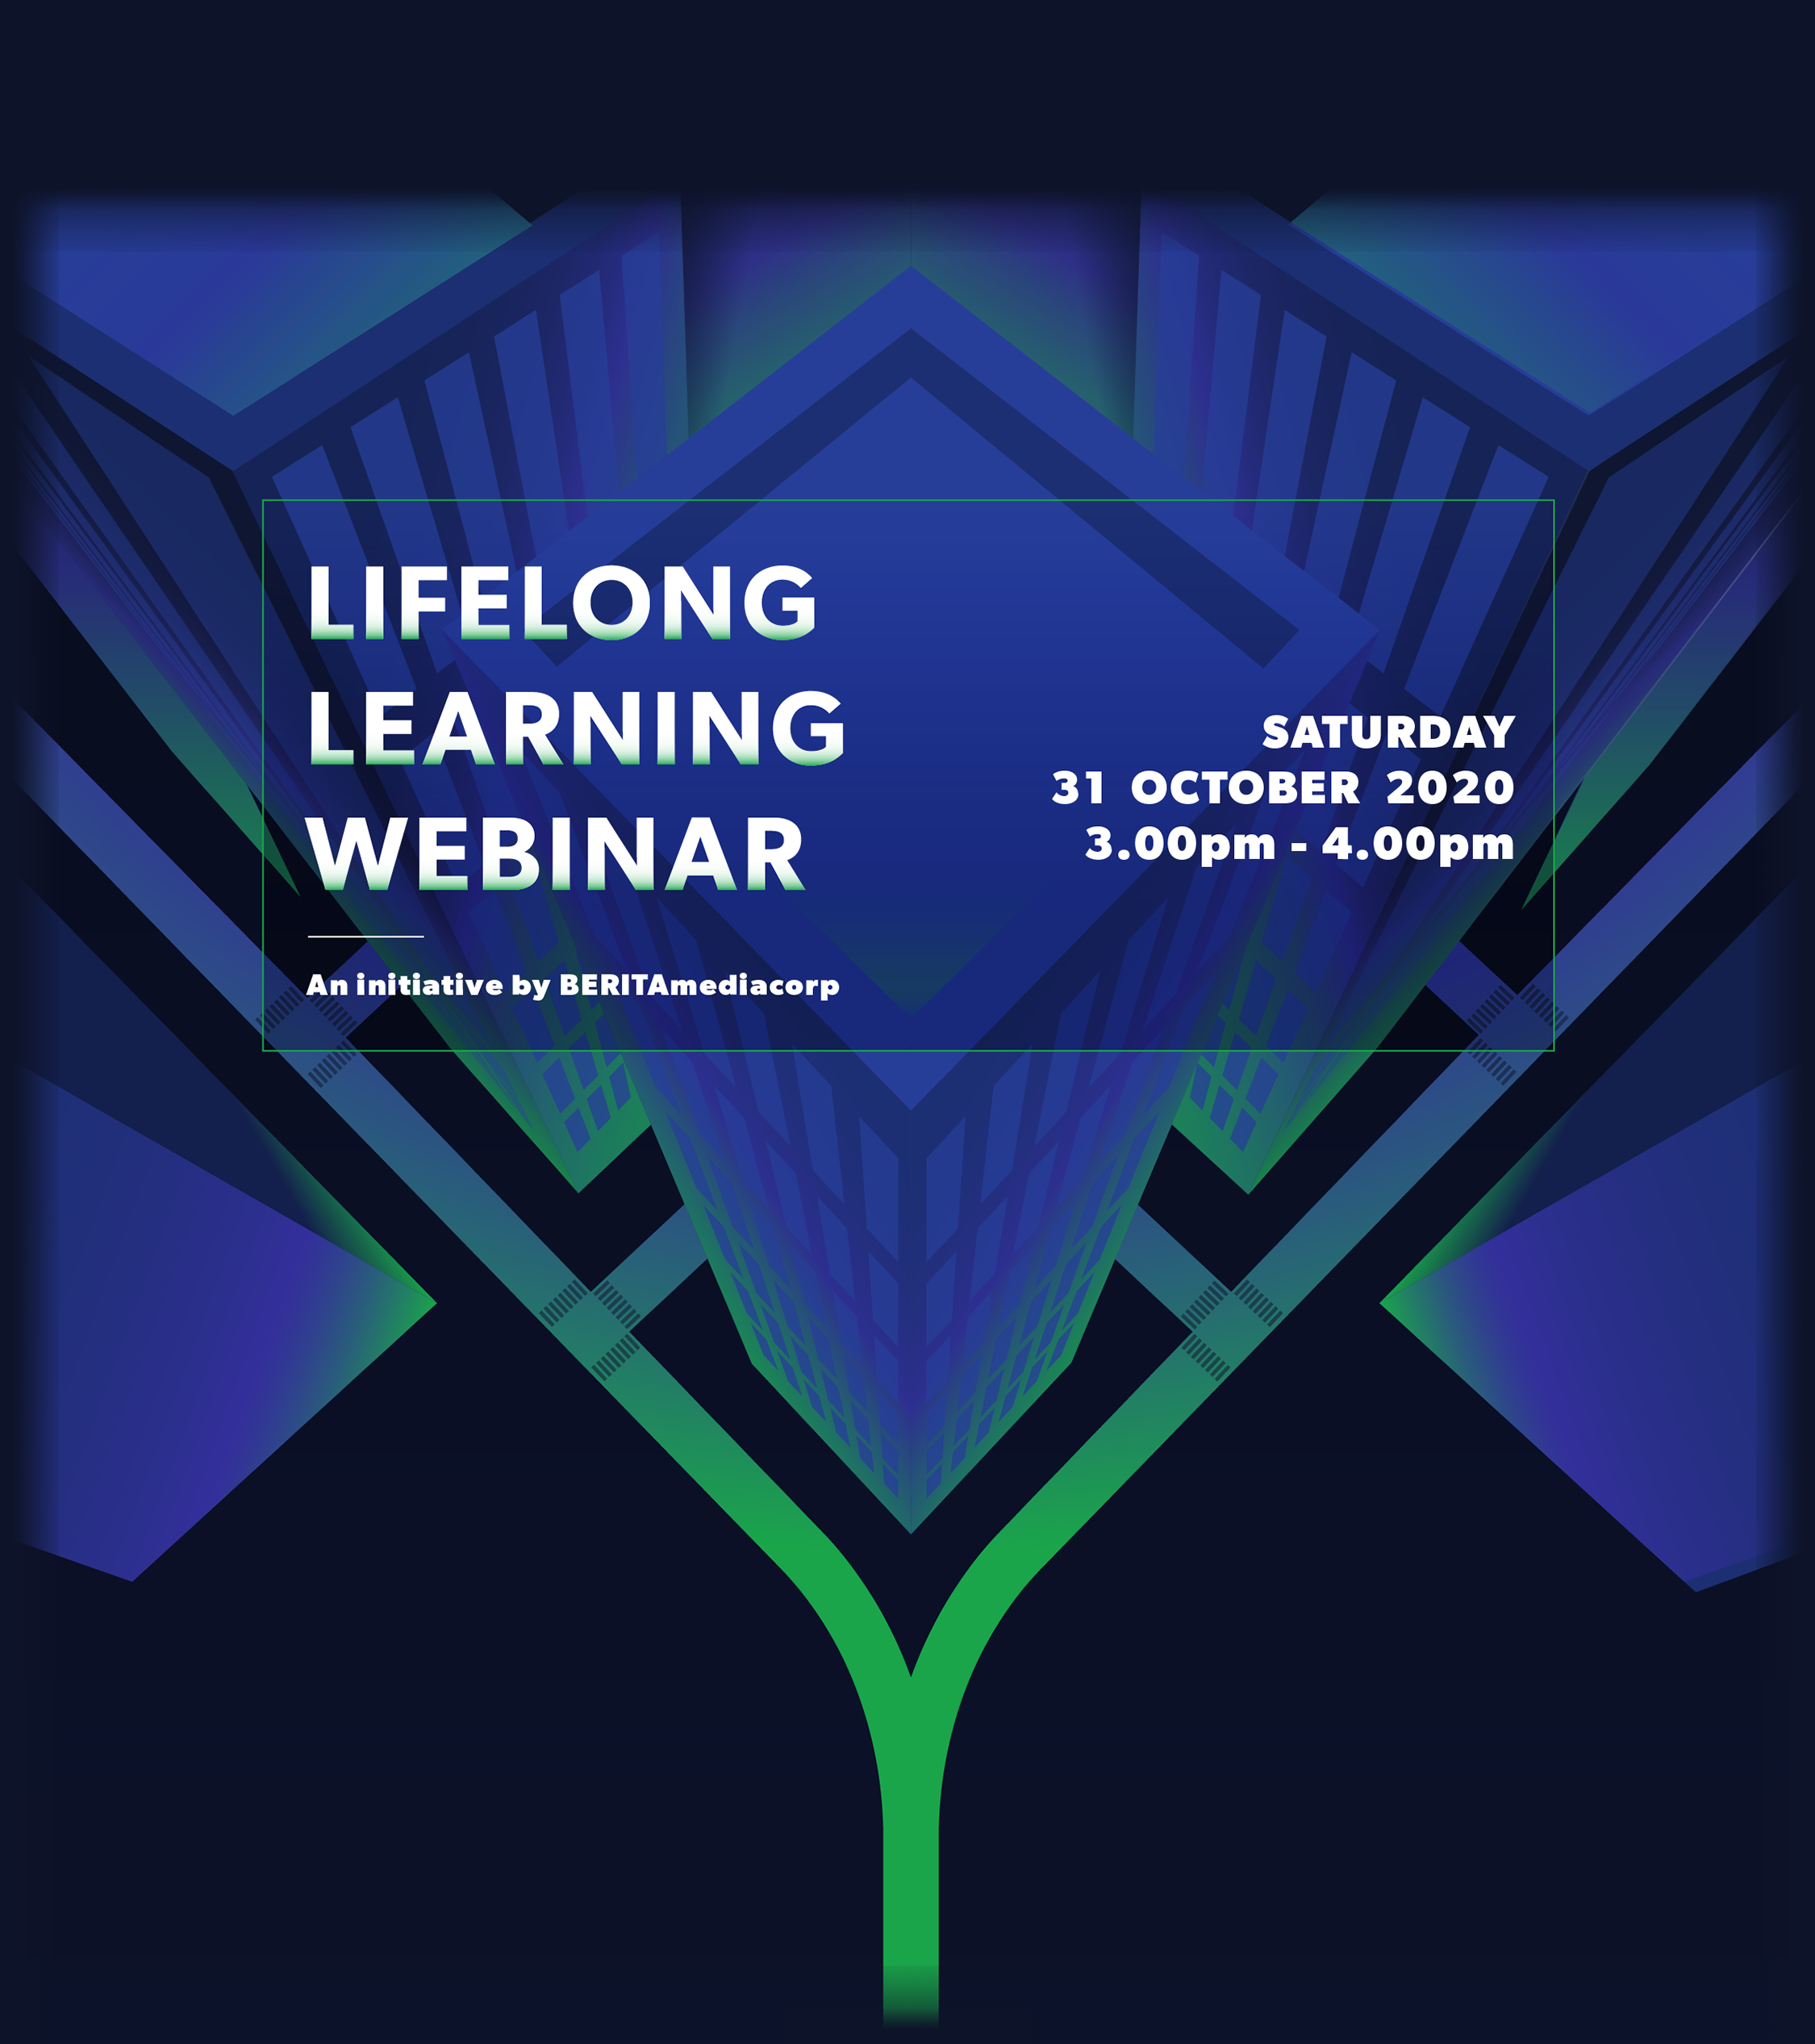 LIFELONG
LEARNING
WEBINAR
An initiative by BERITAmediacorp
SATURDAY
31 OCTOBER 2020
3.00pm - 4.00pm